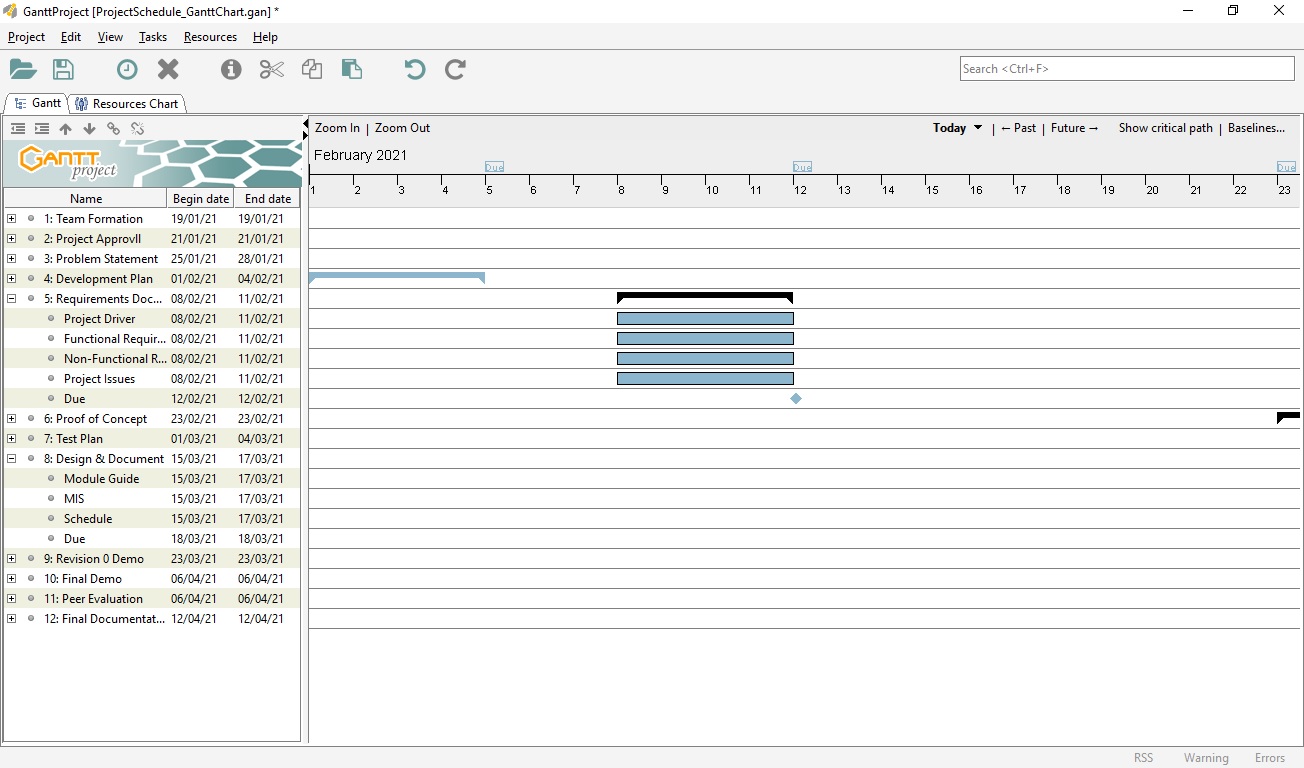 GanttProject [ProjectSchedule_GanttChart.gan] *
Project Edit View Tasks Resources Help
Search <Ctrl+F>
Gantt Resources Chart
Zoom In | Zoom Out Today | ←Past | Future→ Show critical path | Baselines...
GANTT project
February 2021
Due Due Due
1 2 3 4 5 6 7 8 9 10 11 12 13 14 15 16 17 18 19 20 21 22 23
Name Begin date End date
1: Team Formation 19/01/21 19/01/21
2: Project Approvll 21/01/21 21/01/21
3: Problem Statement 25/01/21 28/01/21
4: Development Plan 01/02/21 04/02/21
5: Requirements Doc... 08/02/21 11/02/21
Project Driver 08/02/21 11/02/21
Functional Requir... 08/02/21 11/02/21
Non-Functional R... 08/02/21 11/02/21
Project Issues 08/02/21 11/02/21
Due 12/02/21 12/02/21
6: Proof of Concept 23/02/21 23/02/21
7: Test Plan 01/03/21 04/03/21
8: Design & Document 15/03/21 17/03/21
Module Guide 15/03/21 17/03/21
MIS 15/03/21 17/03/21
Schedule 15/03/21 17/03/21
Due 18/03/21 18/03/21
9: Revision 0 Demo 23/03/21 23/03/21
10: Final Demo 06/04/21 06/04/21
11: Peer Evaluation 06/04/21 06/04/21
12: Final Documentat... 12/04/21 12/04/21
RSS Warning Errors